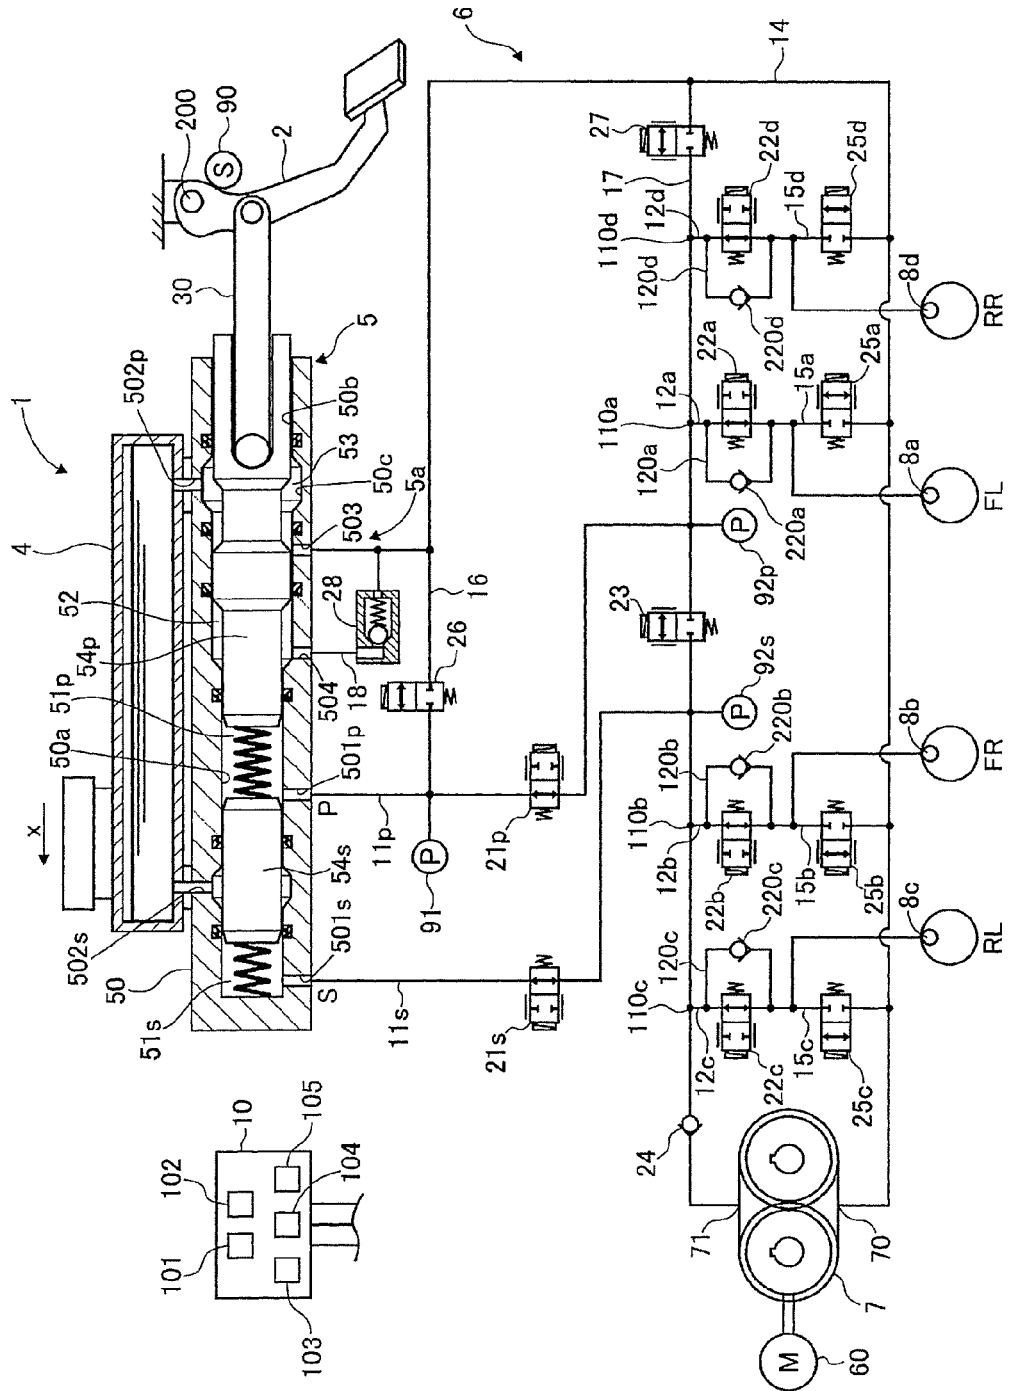 1
6
4
x
502p
502s
50
51s
50a
51p
54p
52
30
200
S
90
2
5
50b
53
50c
5a
503
504
18
28
16
26
54s
501s
501p
P
S
11p
11s
P
91
21p
21s
10
101
102
103
104
105
14
27
17
23
24
110d
12d
120d
220d
22d
15d
25d
8d
RR
110a
12a
120a
220a
22a
15a
25a
8a
FL
P
92p
P
92s
110b
12b
120b
220b
22b
15b
25b
8b
FR
110c
12c
120c
220c
22c
15c
25c
8c
RL
71
70
7
M
60